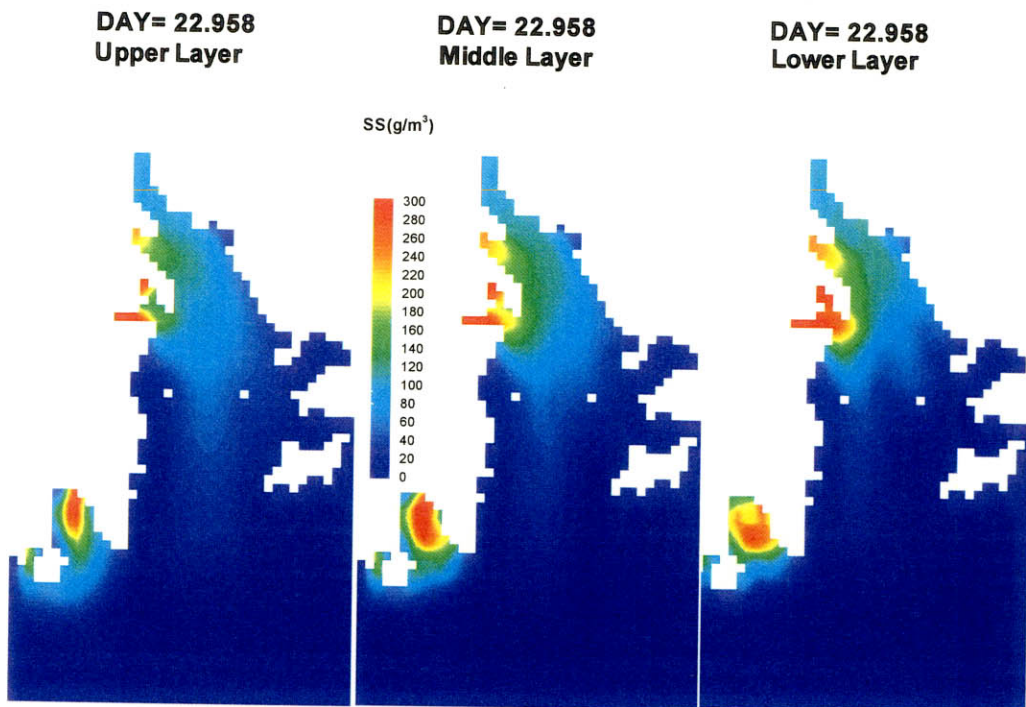 DAY= 22.958
Upper Layer
DAY= 22.958
Middle Layer
DAY= 22.958
Lower Layer
SS(g/m³)
300
280
260
240
220
200
180
160
140
120
100
80
60
40
20
0